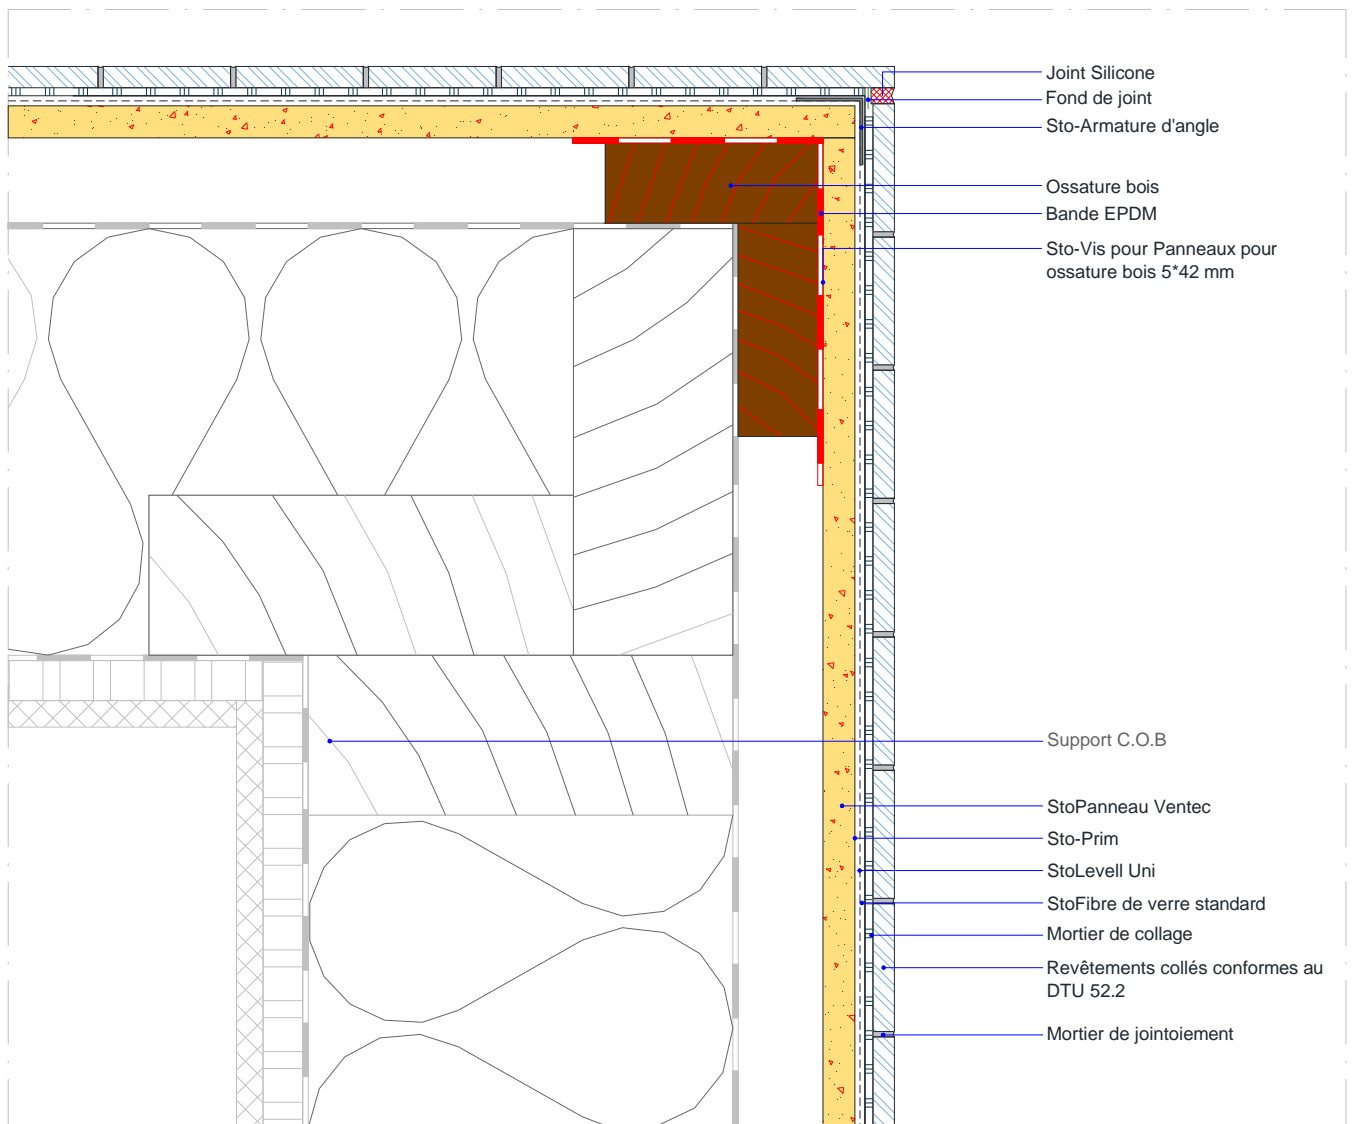 Joint Silicone
Fond de joint
Sto-Armature d'angle
Ossature bois
Bande EPDM
Sto-Vis pour Panneaux pour
ossature bois 5*42 mm
Support C.O.B
StoPanneau Ventec
Sto-Prim
StoLevell Uni
StoFibre de verre standard
Mortier de collage
Revêtements collés conformes au
DTU 52.2
Mortier de jointoiement